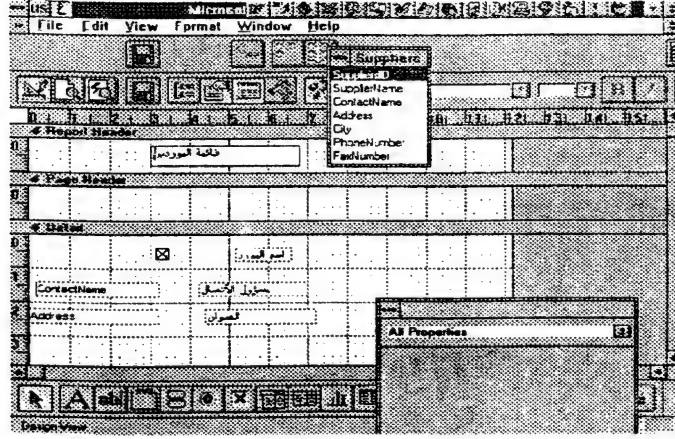 File Edit View Format Window Help
Suppliers
SupplierID
SupplierName
ContactName
Address
City
PhoneNumber
FaxNumber
Report Header
قائمة الموردين
Page Header
Detail
اسم المورد
ContactName
مسؤول الاتصال
Address
العنوان
All Properties
Design View